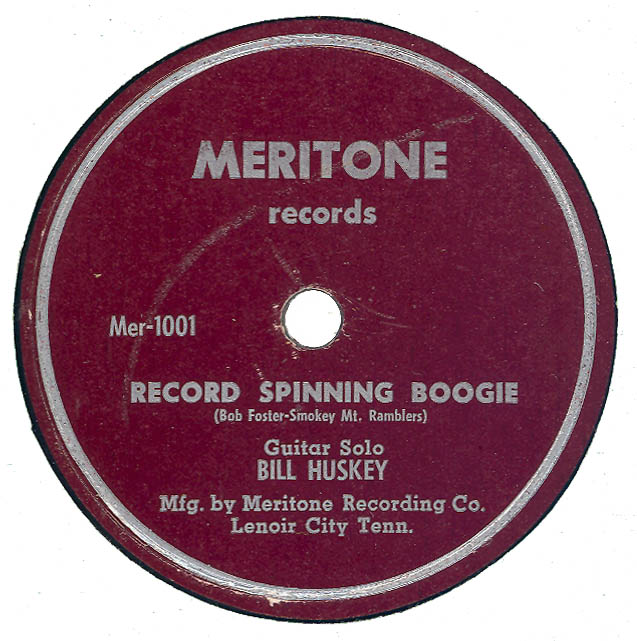 MERITONE
records
Mer-1001
RECORD SPINNING BOOGIE
(Bob Foster-Smokey Mt. Ramblers)
Guitar Solo
BILL HUSKEY
Mfg. by Meritone Recording Co.
Lenoir City Tenn.